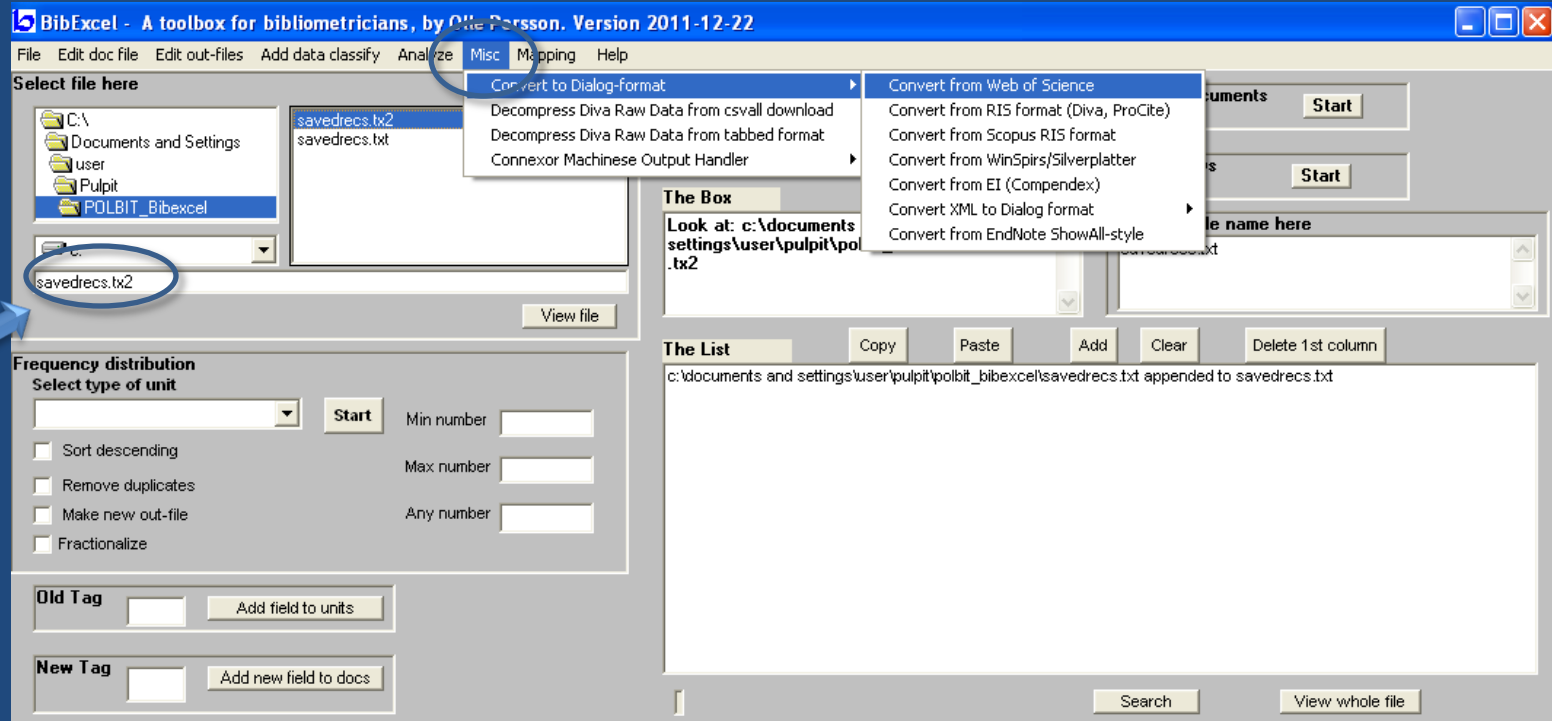 BibExcel - A toolbox for bibliometricians, by Olle Persson. Version 2011-12-22
File Edit doc file Edit out-files Add data classify Analyze Misc Mapping Help
Select file here
C:\
Documents and Settings
user
Pulpit
POLBIT_Bibexcel
savedrecs.tx2
savedrecs.txt
c:
savedrecs.tx2
View file
Convert to Dialog-format
Decompress Diva Raw Data from csvall download
Decompress Diva Raw Data from tabbed format
Connexor Machinese Output Handler
Convert from Web of Science
Convert from RIS format (Diva, ProCite)
Convert from Scopus RIS format
Convert from WinSpirs/Silverplatter
Convert from EI (Compendex)
Convert XML to Dialog format
Convert from EndNote ShowAll-style
Start
Start
The Box
Look at: c:\documents
settings\user\pulpit\pol
.tx2
name here
savedrecs.txt
The List
Copy Paste Add Clear Delete 1st column
c:\documents and settings\user\pulpit\polbit_bibexcel\savedrecs.txt appended to savedrecs.txt
Frequency distribution
Select type of unit
Start
Sort descending
Remove duplicates
Make new out-file
Fractionalize
Min number
Max number
Any number
Old Tag
Add field to units
New Tag
Add new field to docs
Search
View whole file